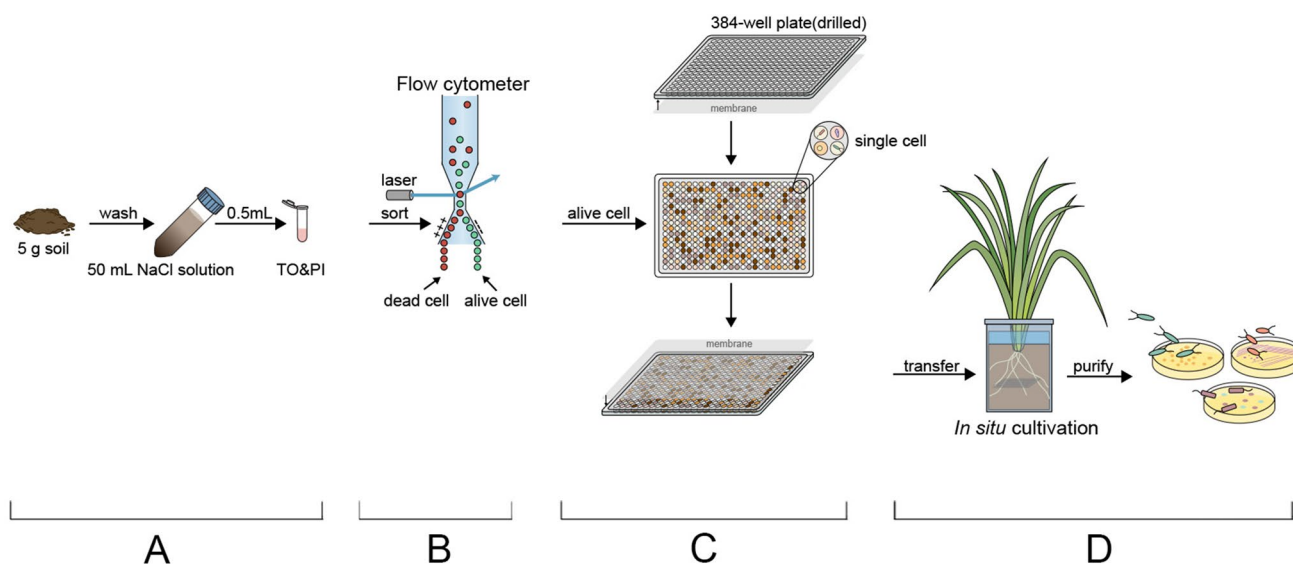 wash
0.5mL
5 g soil
50 mL NaCl solution
TO&PI
Flow cytometer
laser
sort
dead cell
alive cell
384-well plate(drilled)
membrane
single cell
alive cell
membrane
transfer
In situ cultivation
purify
A
B
C
D